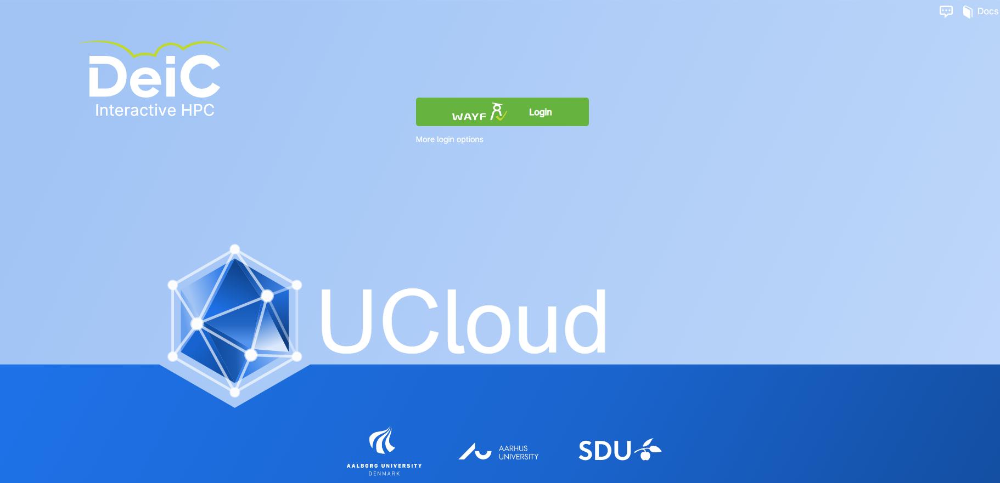 Docs
DeiC
Interactive HPC
WAYF Login
More login options
UCloud
AALBORG UNIVERSITY
DENMARK
AARHUS
UNIVERSITY
SDU